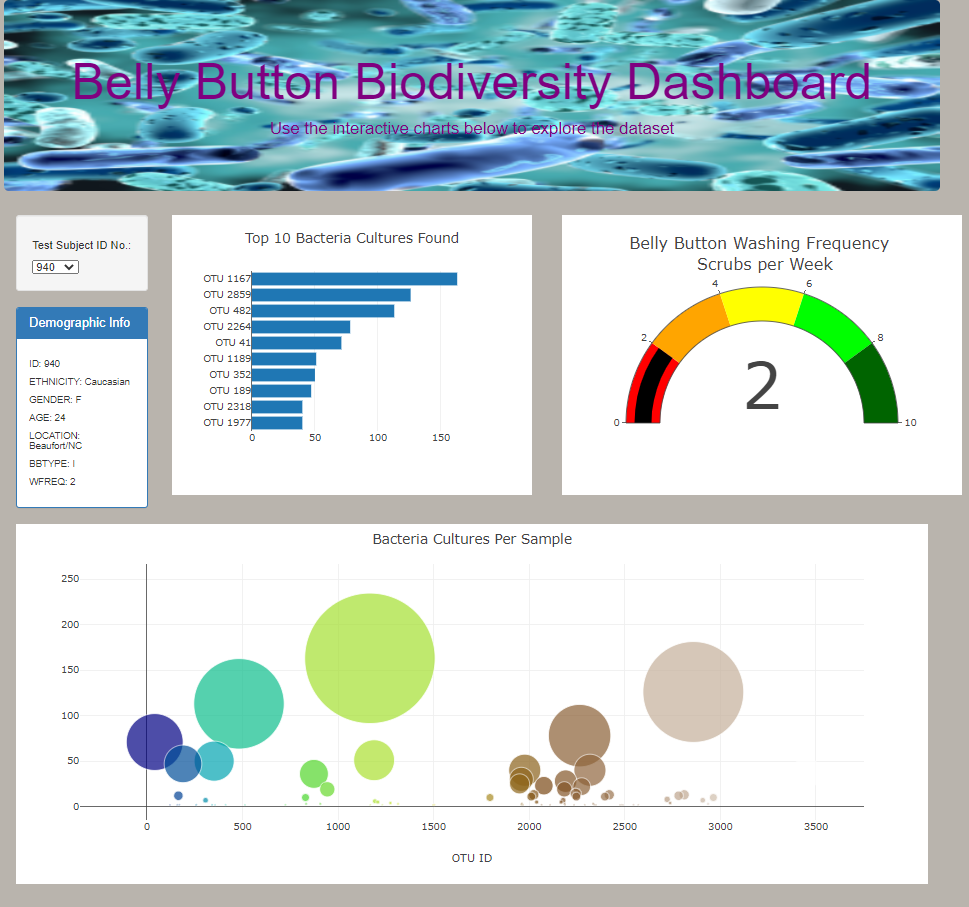 Belly Button Biodiversity Dashboard
Use the interactive charts below to explore the dataset
Test Subject ID No.:
940
Demographic Info
ID: 940
ETHNICITY: Caucasian
GENDER: F
AGE: 24
LOCATION:
Beaufort/NC
BBTYPE: I
WFREQ: 2
Top 10 Bacteria Cultures Found
OTU 1167
OTU 2859
OTU 482
OTU 2264
OTU 41
OTU 1189
OTU 352
OTU 189
OTU 2318
OTU 1977
0 50 100 150
Belly Button Washing Frequency
Scrubs per Week
4 6
2 8
2
0 10
Bacteria Cultures Per Sample
250
200
150
100
50
0
0 500 1000 1500 2000 2500 3000 3500
OTU ID